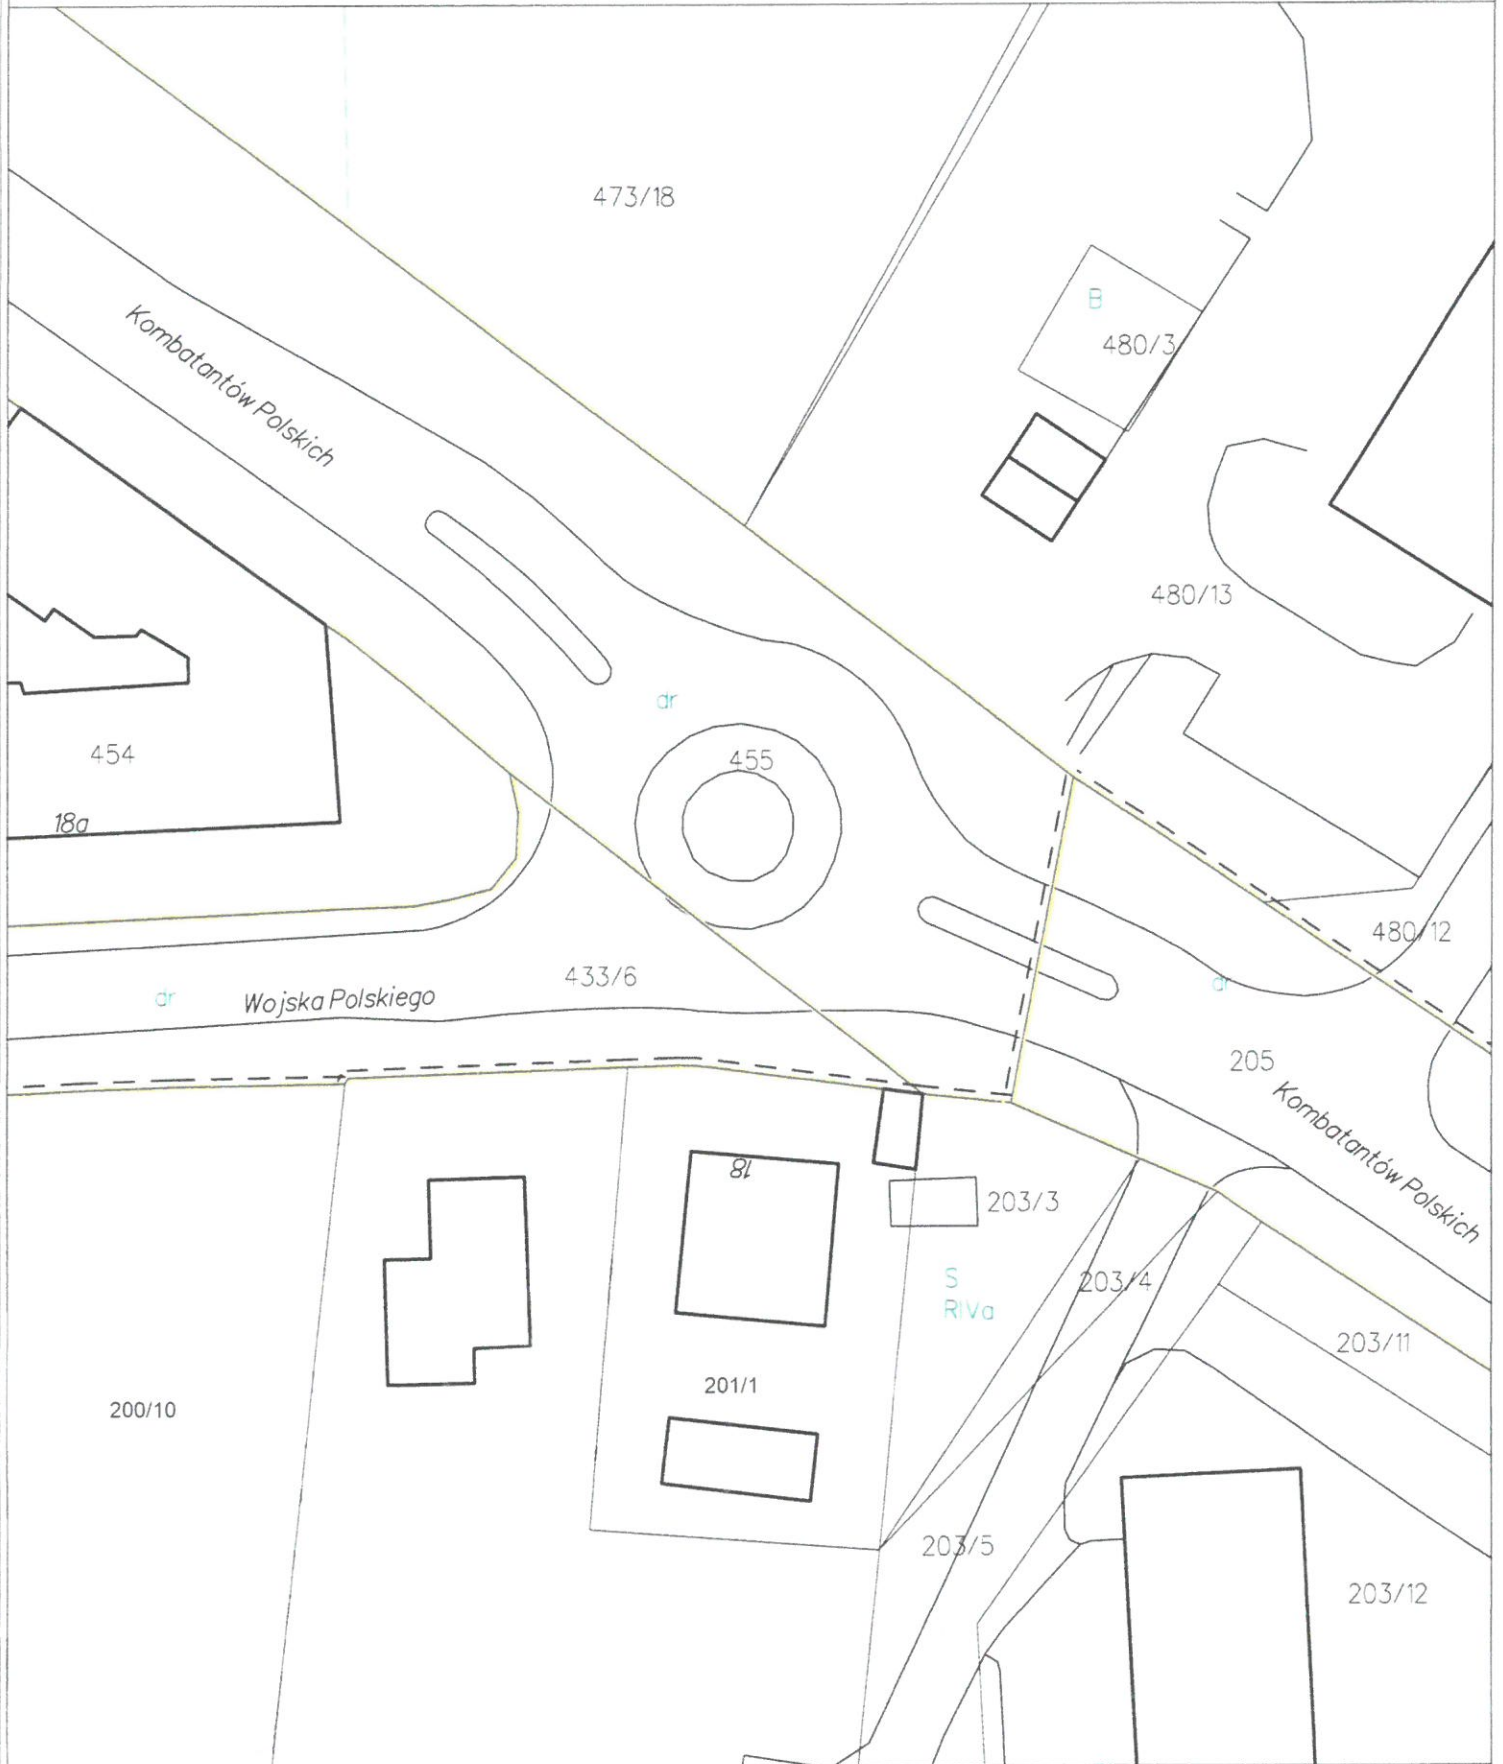 473/18
B
480/3
Kombatantów Polskich
480/13
dr
454
455
18a
480/12
433/6
dr
dr
Wojska Polskiego
205
Kombatantów Polskich
18
203/3
S
RIVa
203/4
203/11
201/1
200/10
203/5
203/12